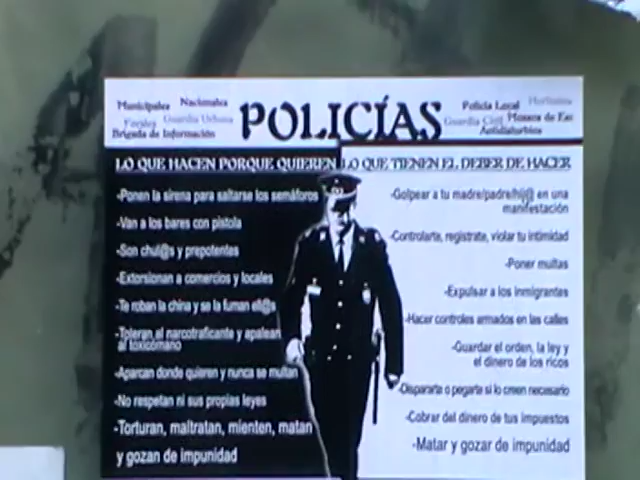 Municipales Nacionales
Forales Guardia Urbana
Brigada de Información
POLICÍAS
Policía Local Hertzaina
Guardia Civil Mossos de Es
Antidisturbios
LO QUE HACEN PORQUE QUIEREN
-Ponen la sirena para saltarse los semáforos
-Van a los bares con pistola
-Son chul@s y prepotentes
-Extorsionan a comercios y locales
-Te roban la china y se la fuman ell@s
-Toleran al narcotraficante y apalean
al toxicómano
-Aparcan donde quieren y nunca se multan
-No respetan ni sus propias leyes
-Torturan, maltratan, mienten, matan
y gozan de impunidad
LO QUE TIENEN EL DEBER DE HACER
-Golpear a tu madre/padre/hij@ en una
manifestación
-Controlarte, registrate, violar tu intimidad
-Poner multas
-Expulsar a los inmigrantes
-Hacer controles armados en las calles
-Guardar el orden, la ley y
el dinero de los ricos
-Dispararte o pegarte si lo creen necesario
-Cobrar del dinero de tus impuestos
-Matar y gozar de impunidad